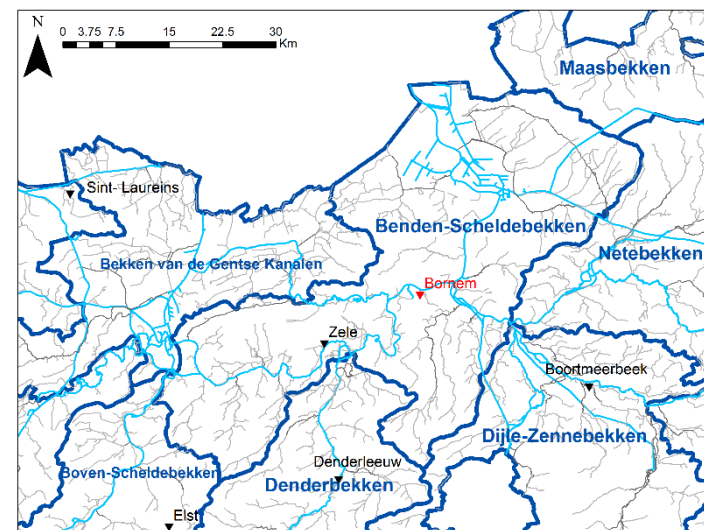 N
0 3.75 7.5 15 22.5 30
Km
Maasbekken
Sint- Laureins
Benden-Scheldebekken
Netebekken
Bekken van de Gentse Kanalen
Bornem
Zele
Boortmeerbeek
Dijle-Zennebekken
Denderleeuw
Boven-Scheldebekken
Denderbekken
Elst